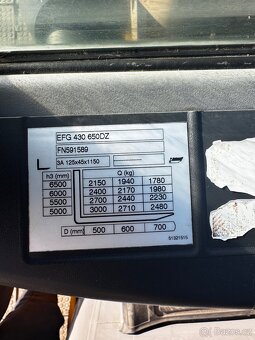 EFG 430 650DZ
FN591589
3A 125x45x1150
h3 (mm) Q (kg)
6500 2150 1940 1780
6000 2400 2170 1980
5500 2700 2440 2230
5000 3000 2710 2480
D (mm) 500 600 700
51321515
Bazos.cz